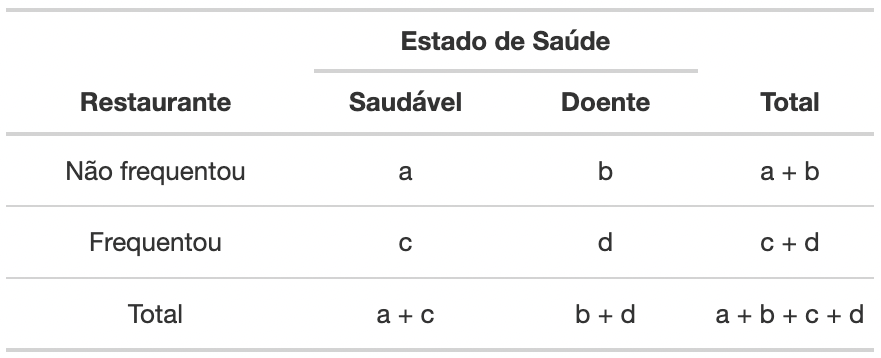 Estado de Saúde
Restaurante Saudável Doente Total
Não frequentou a b a + b
Frequentou c d c + d
Total a + c b + d a + b + c + d